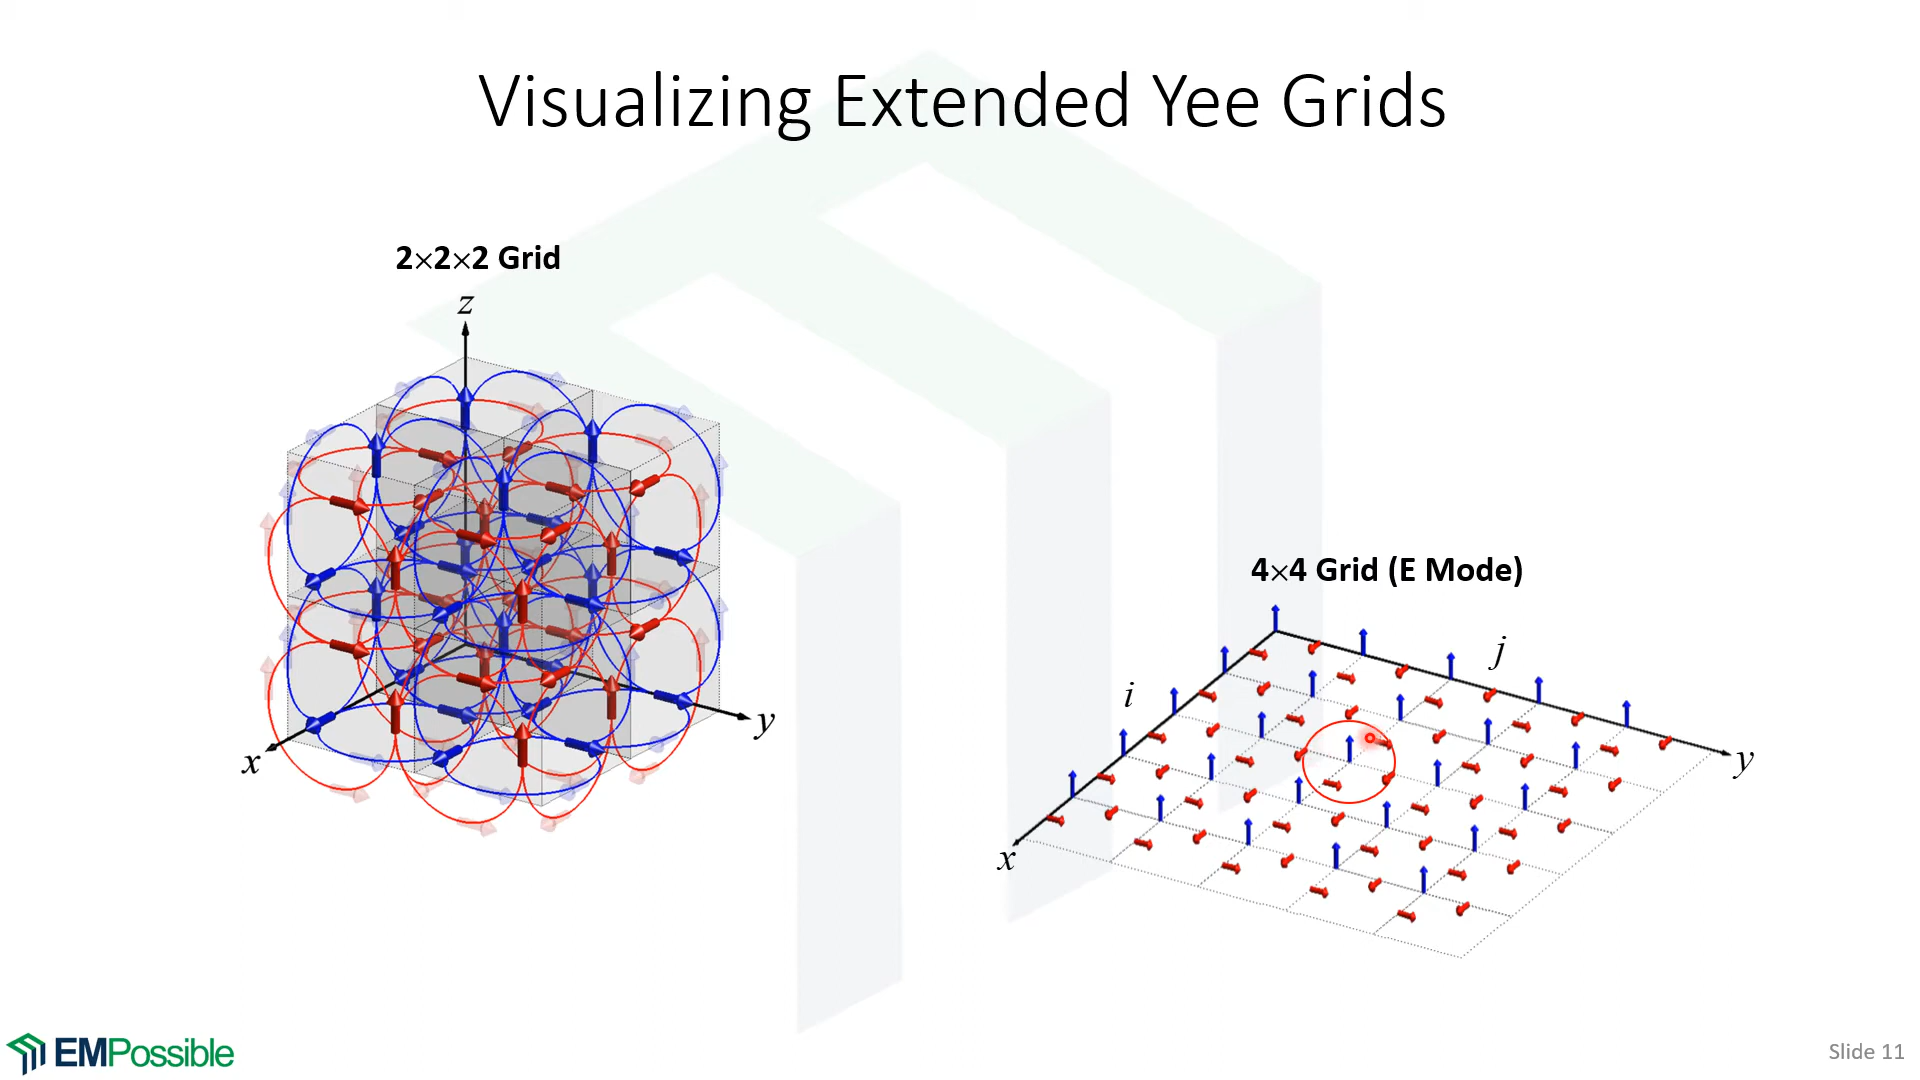 Visualizing Extended Yee Grids
2×2×2 Grid
z
x
y
4×4 Grid (E Mode)
j
i
y
x
EMPossible
Slide 11